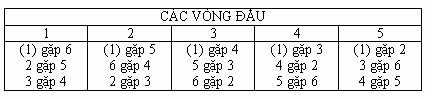 CÁC VÒNG ĐẤU
1 2 3 4 5
(1) gặp 6 (1) gặp 5 (1) gặp 4 (1) gặp 3 (1) gặp 2
2 gặp 5 6 gặp 4 5 gặp 3 4 gặp 2 3 gặp 6
3 gặp 4 2 gặp 3 6 gặp 2 5 gặp 6 4 gặp 5